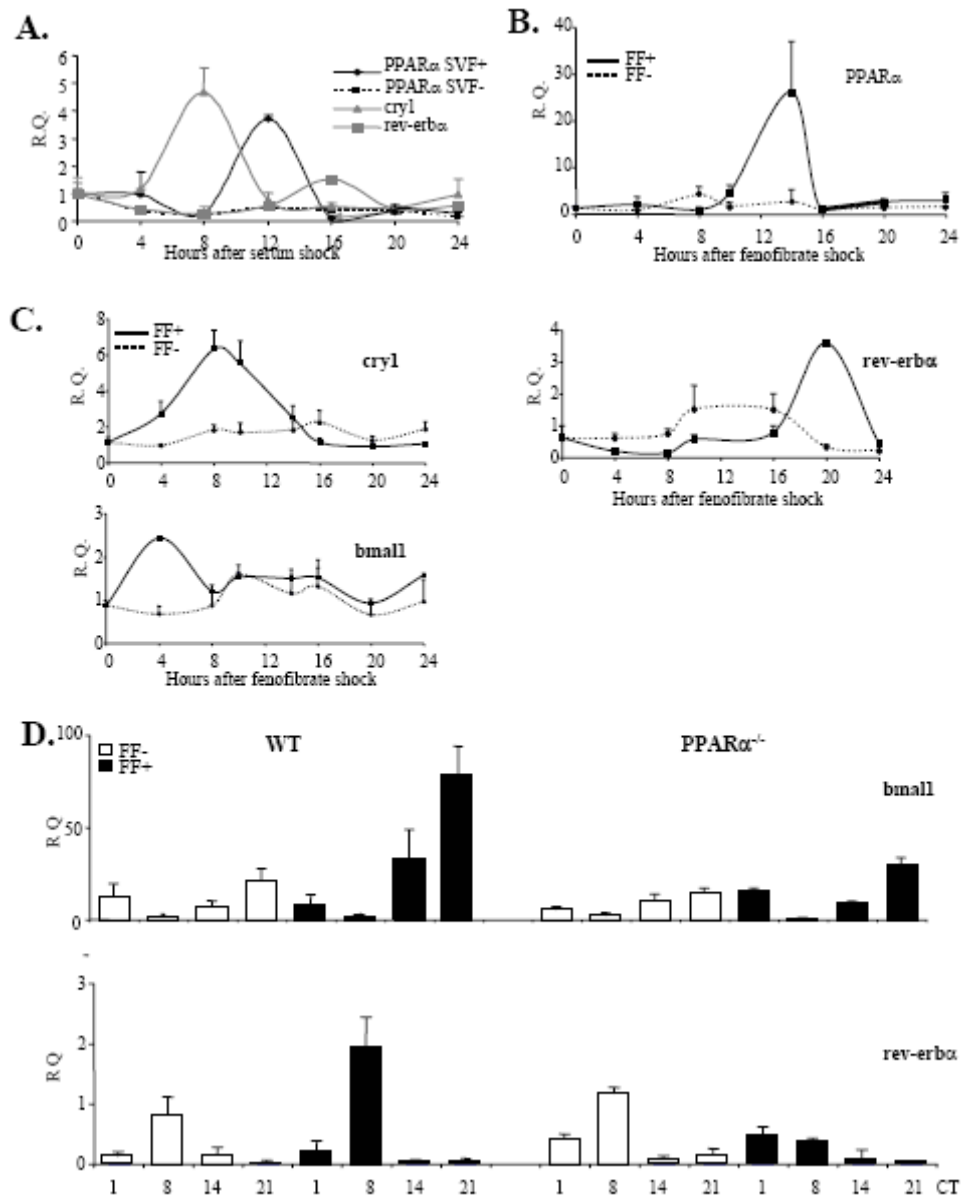 A.
6
5
4
3
2
1
0
R.Q.
PPARα SVF+
PPARα SVF-
cry1
rev-erbα
0 4 8 12 16 20 24
Hours after serum shock
B.
40
30
20
10
0
R. Q.
FF+
FF-
PPARα
0 4 8 12 16 20 24
Hours after fenofibrate shock
C.
8
6
4
2
0
R. Q.
FF+
FF-
cry1
0 4 8 12 16 20 24
Hours after fenofibrate shock
4
3
2
1
0
R. Q.
rev-erbα
0 4 8 12 16 20 24
Hours after fenofibrate shock
3
2
1
0
R. Q.
bmal1
0 4 8 12 16 20 24
Hours after fenofibrate shock
D.
100
50
0
R Q
FF-
FF+
WT
PPARα-/-
bmal1
3
2
1
0
R Q
rev-erbα
1 8 14 21 1 8 14 21 1 8 14 21 1 8 14 21 CT